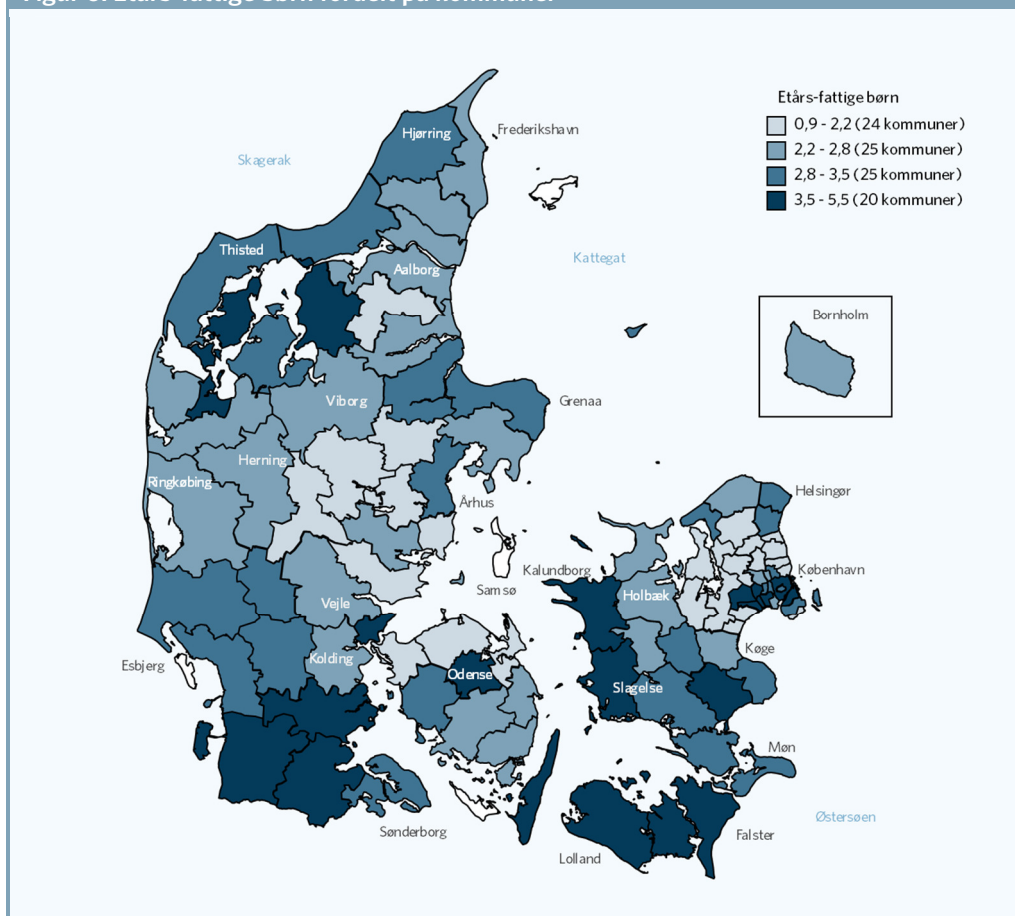 Etårs-fattige børn
0,9 - 2,2 (24 kommuner)
2,2 - 2,8 (25 kommuner)
2,8 - 3,5 (25 kommuner)
3,5 - 5,5 (20 kommuner)
Hjørring
Frederikshavn
Skagerak
Thisted
Aalborg
Kattegat
Bornholm
Viborg
Grenaa
Herning
Ringkøbing
Århus
Helsingør
Kalundborg
København
Samsø
Holbæk
Vejle
Køge
Kolding
Esbjerg
Odense
Slagelse
Møn
Sønderborg
Østersøen
Falster
Lolland